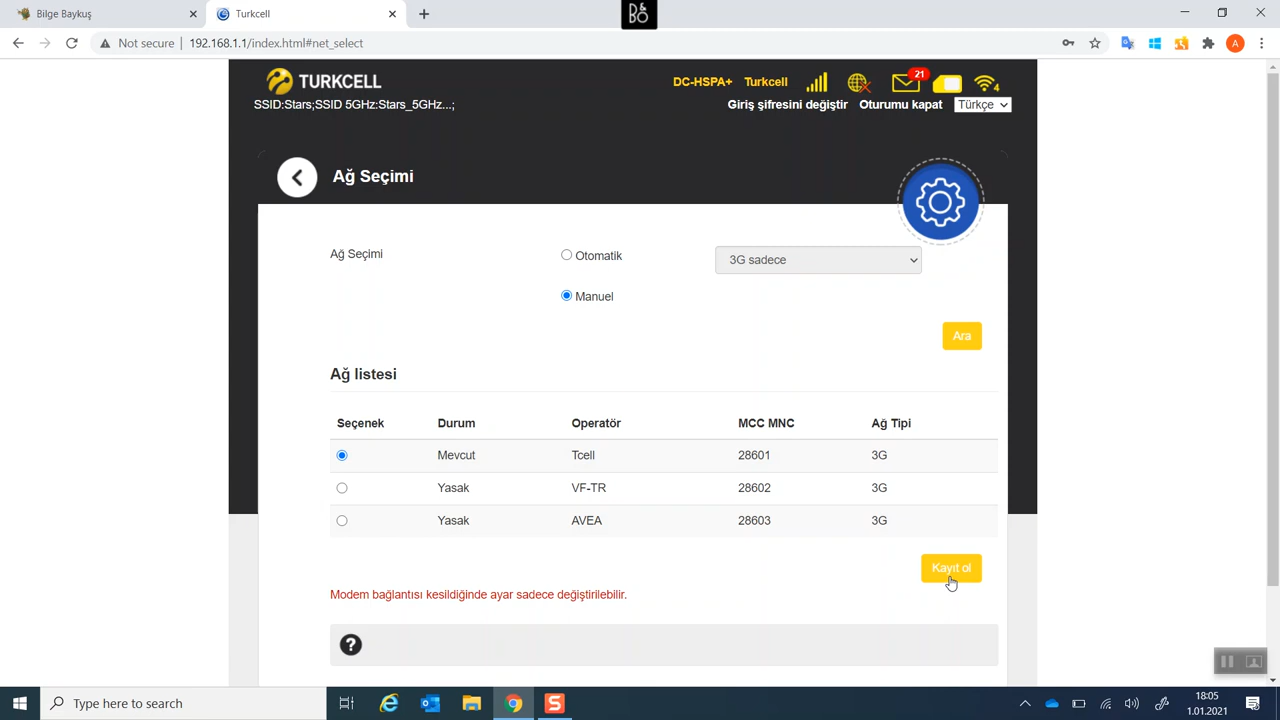 Bilge Baykuş
Turkcell
B&O
Not secure
192.168.1.1/index.html#net_select
A
TURKCELL
DC-HSPA+
Turkcell
21
4
SSID:Stars;SSID 5GHz:Stars_5GHz...;
Giriş şifresini değiştir
Oturumu kapat
Türkçe
Ağ Seçimi
Ağ Seçimi
Otomatik
3G sadece
Manuel
Ara
Ağ listesi
Seçenek Durum Operatör MCC MNC Ağ Tipi
Mevcut Tcell 28601 3G
Yasak VF-TR 28602 3G
Yasak AVEA 28603 3G
Kayıt ol
Modem bağlantısı kesildiğinde ayar sadece değiştirilebilir.
?
Type here to search
S
18:05
1.01.2021